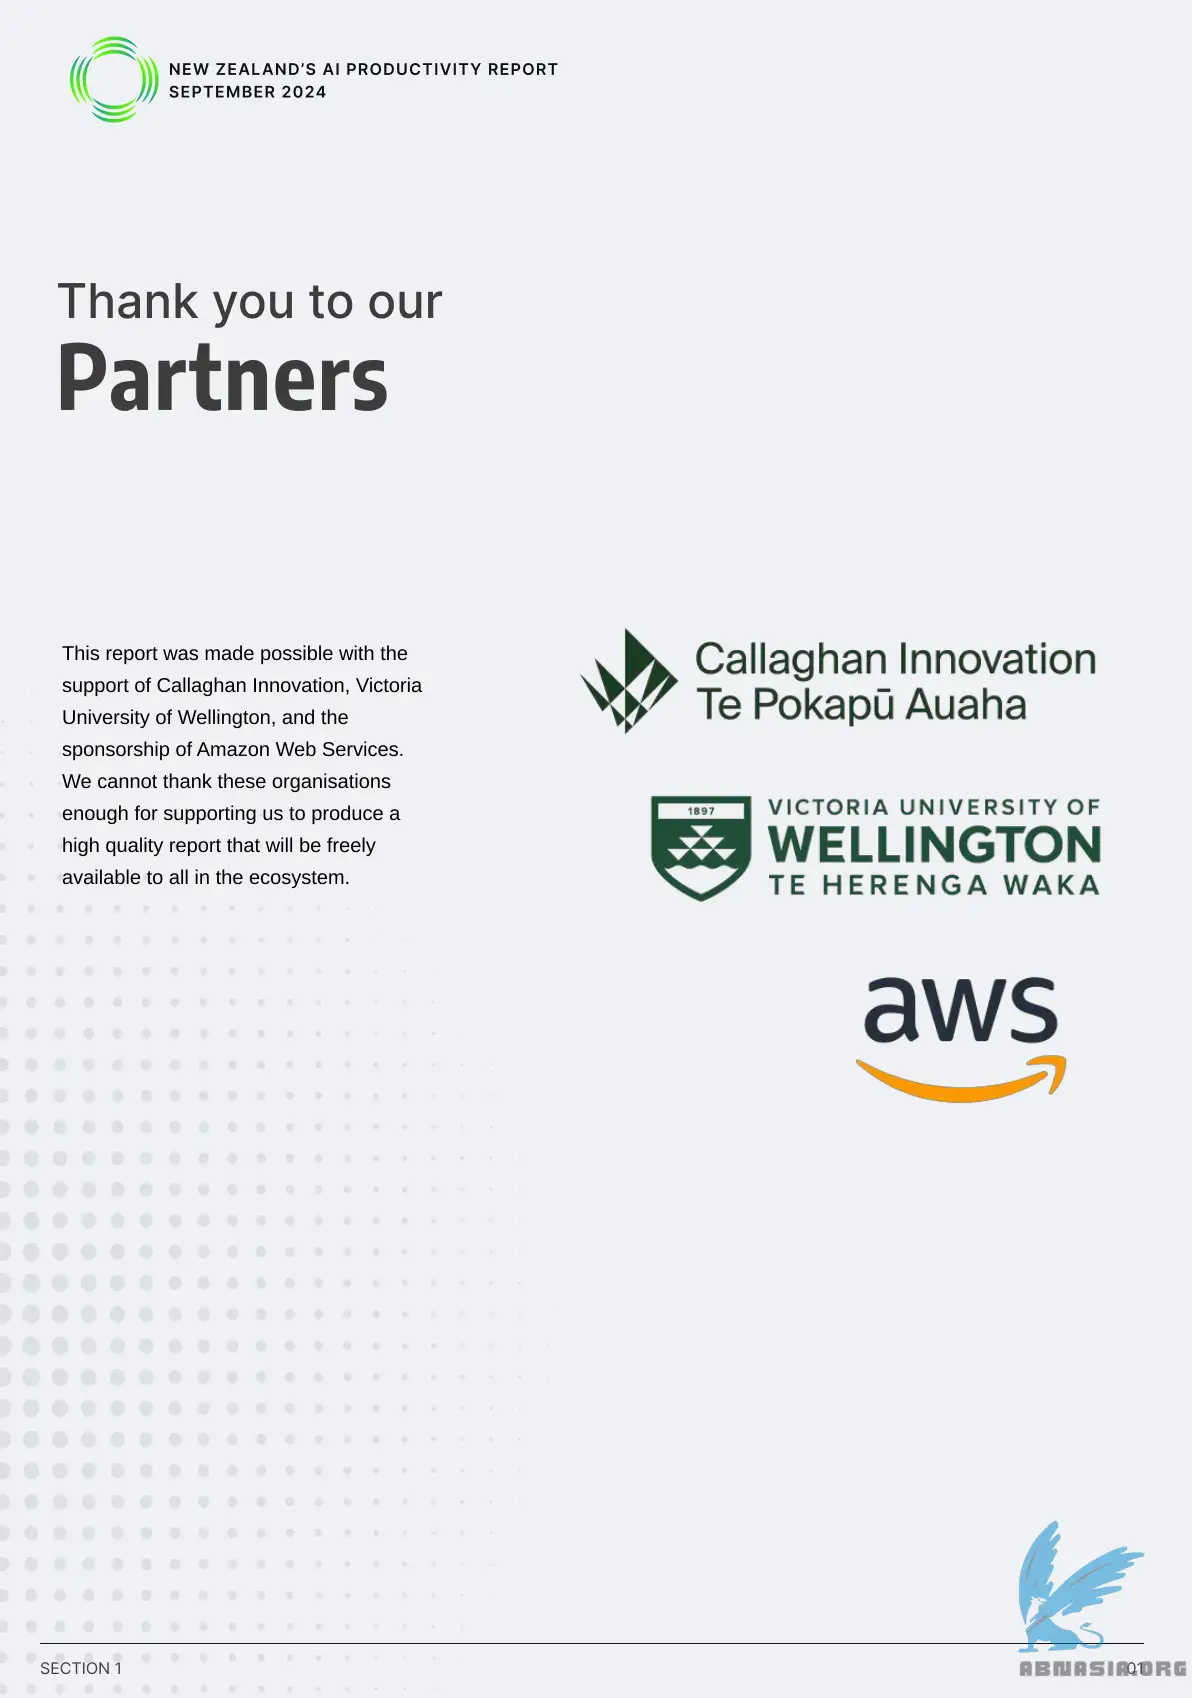 NEW ZEALAND'S AI PRODUCTIVITY REPORT
SEPTEMBER 2024
Thank you to our
Partners
This report was made possible with the
support of Callaghan Innovation, Victoria
University of Wellington, and the
sponsorship of Amazon Web Services.
We cannot thank these organisations
enough for supporting us to produce a
high quality report that will be freely
available to all in the ecosystem.
Callaghan Innovation
Te Pokapū Auaha
1897
VICTORIA UNIVERSITY OF
WELLINGTON
TE HERENGA WAKA
aws
SECTION 1
01
ABNASIA.ORG